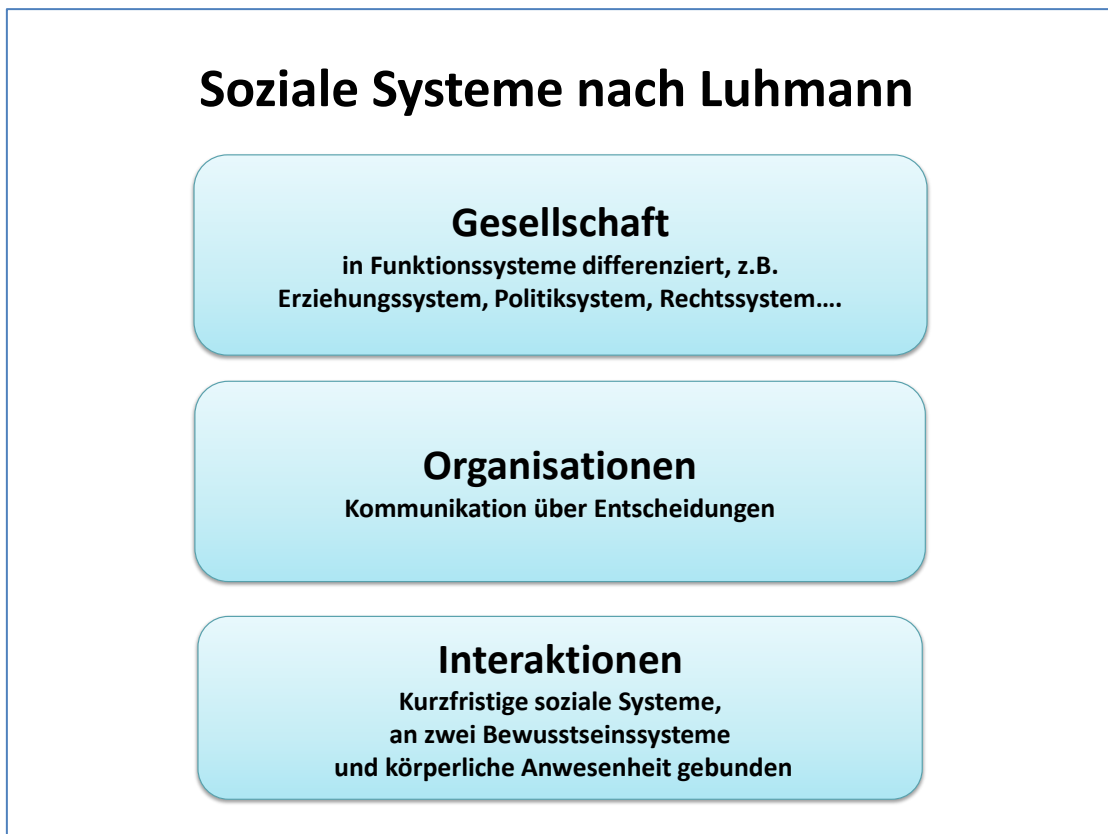 Soziale Systeme nach Luhmann
Gesellschaft
in Funktionssysteme differenziert, z.B.
Erziehungssystem, Politiksystem, Rechtssystem....
Organisationen
Kommunikation über Entscheidungen
Interaktionen
Kurzfristige soziale Systeme,
an zwei Bewusstseinssysteme
und körperliche Anwesenheit gebunden